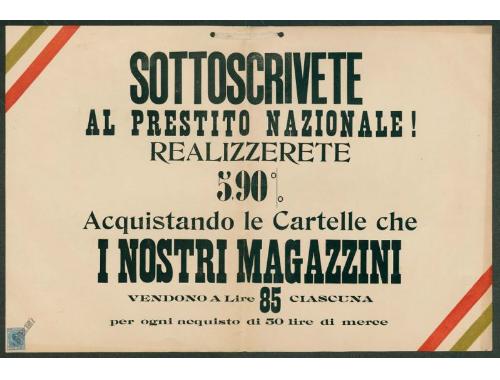 SOTTOSCRIVETE
AL PRESTITO NAZIONALE!
REALIZZERETE
5,90%
Acquistando le Cartelle che
I NOSTRI MAGAZZINI
VENDONO A Lire 85 CIASCUNA
per ogni acquisto di 50 lire di merce